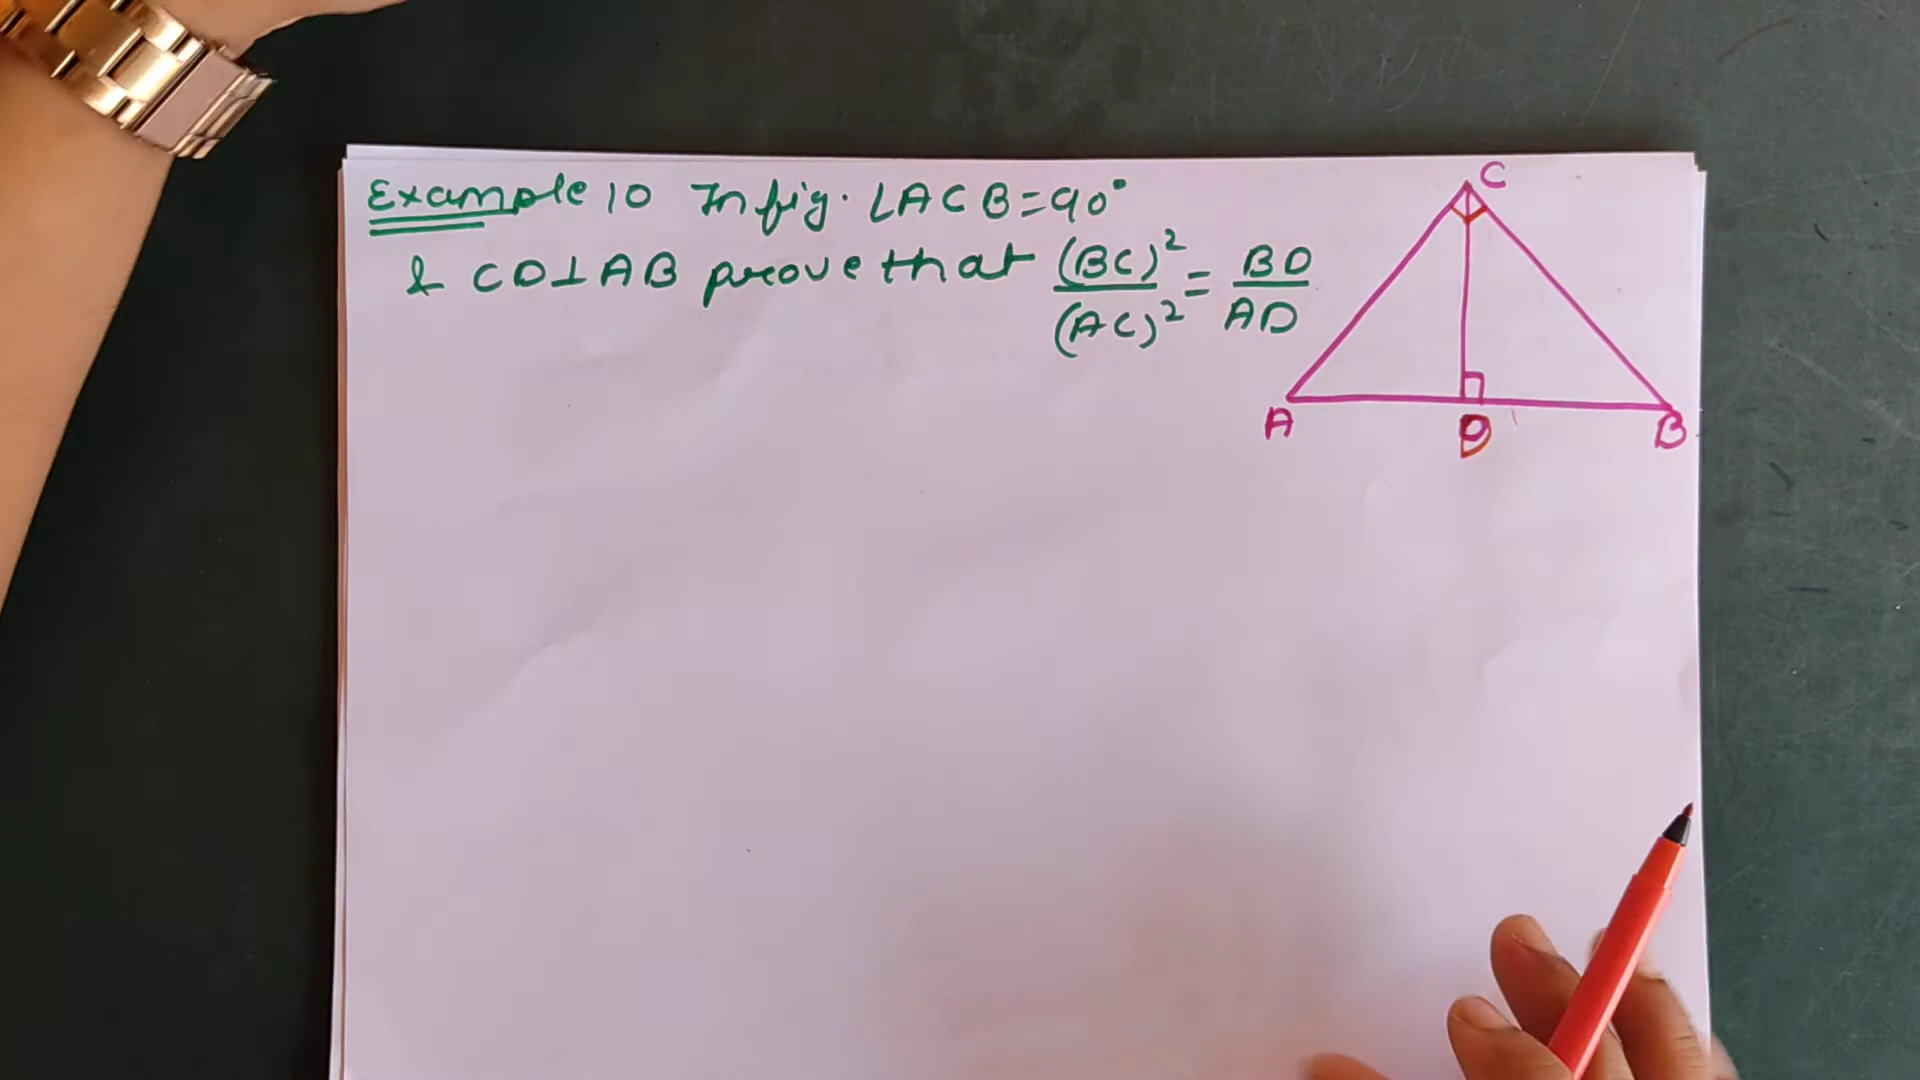 Example 10 In fig. ∠ACB=90°
& CD⊥AB prove that (BC)²/(AC)² = BD/AD
C
A D B